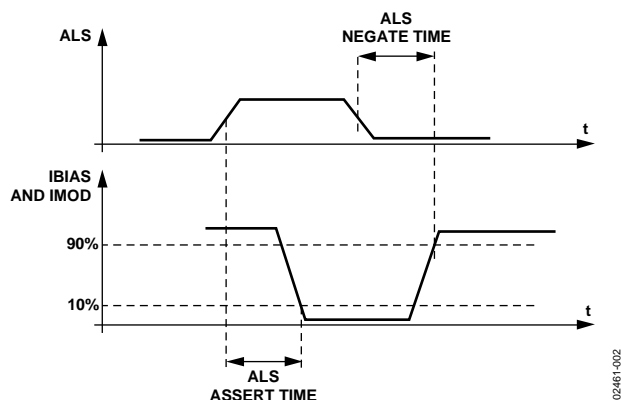 ALS
NEGATE TIME
ALS
t
IBIAS
AND IMOD
90%
10%
t
ALS
ASSERT TIME
02461-002